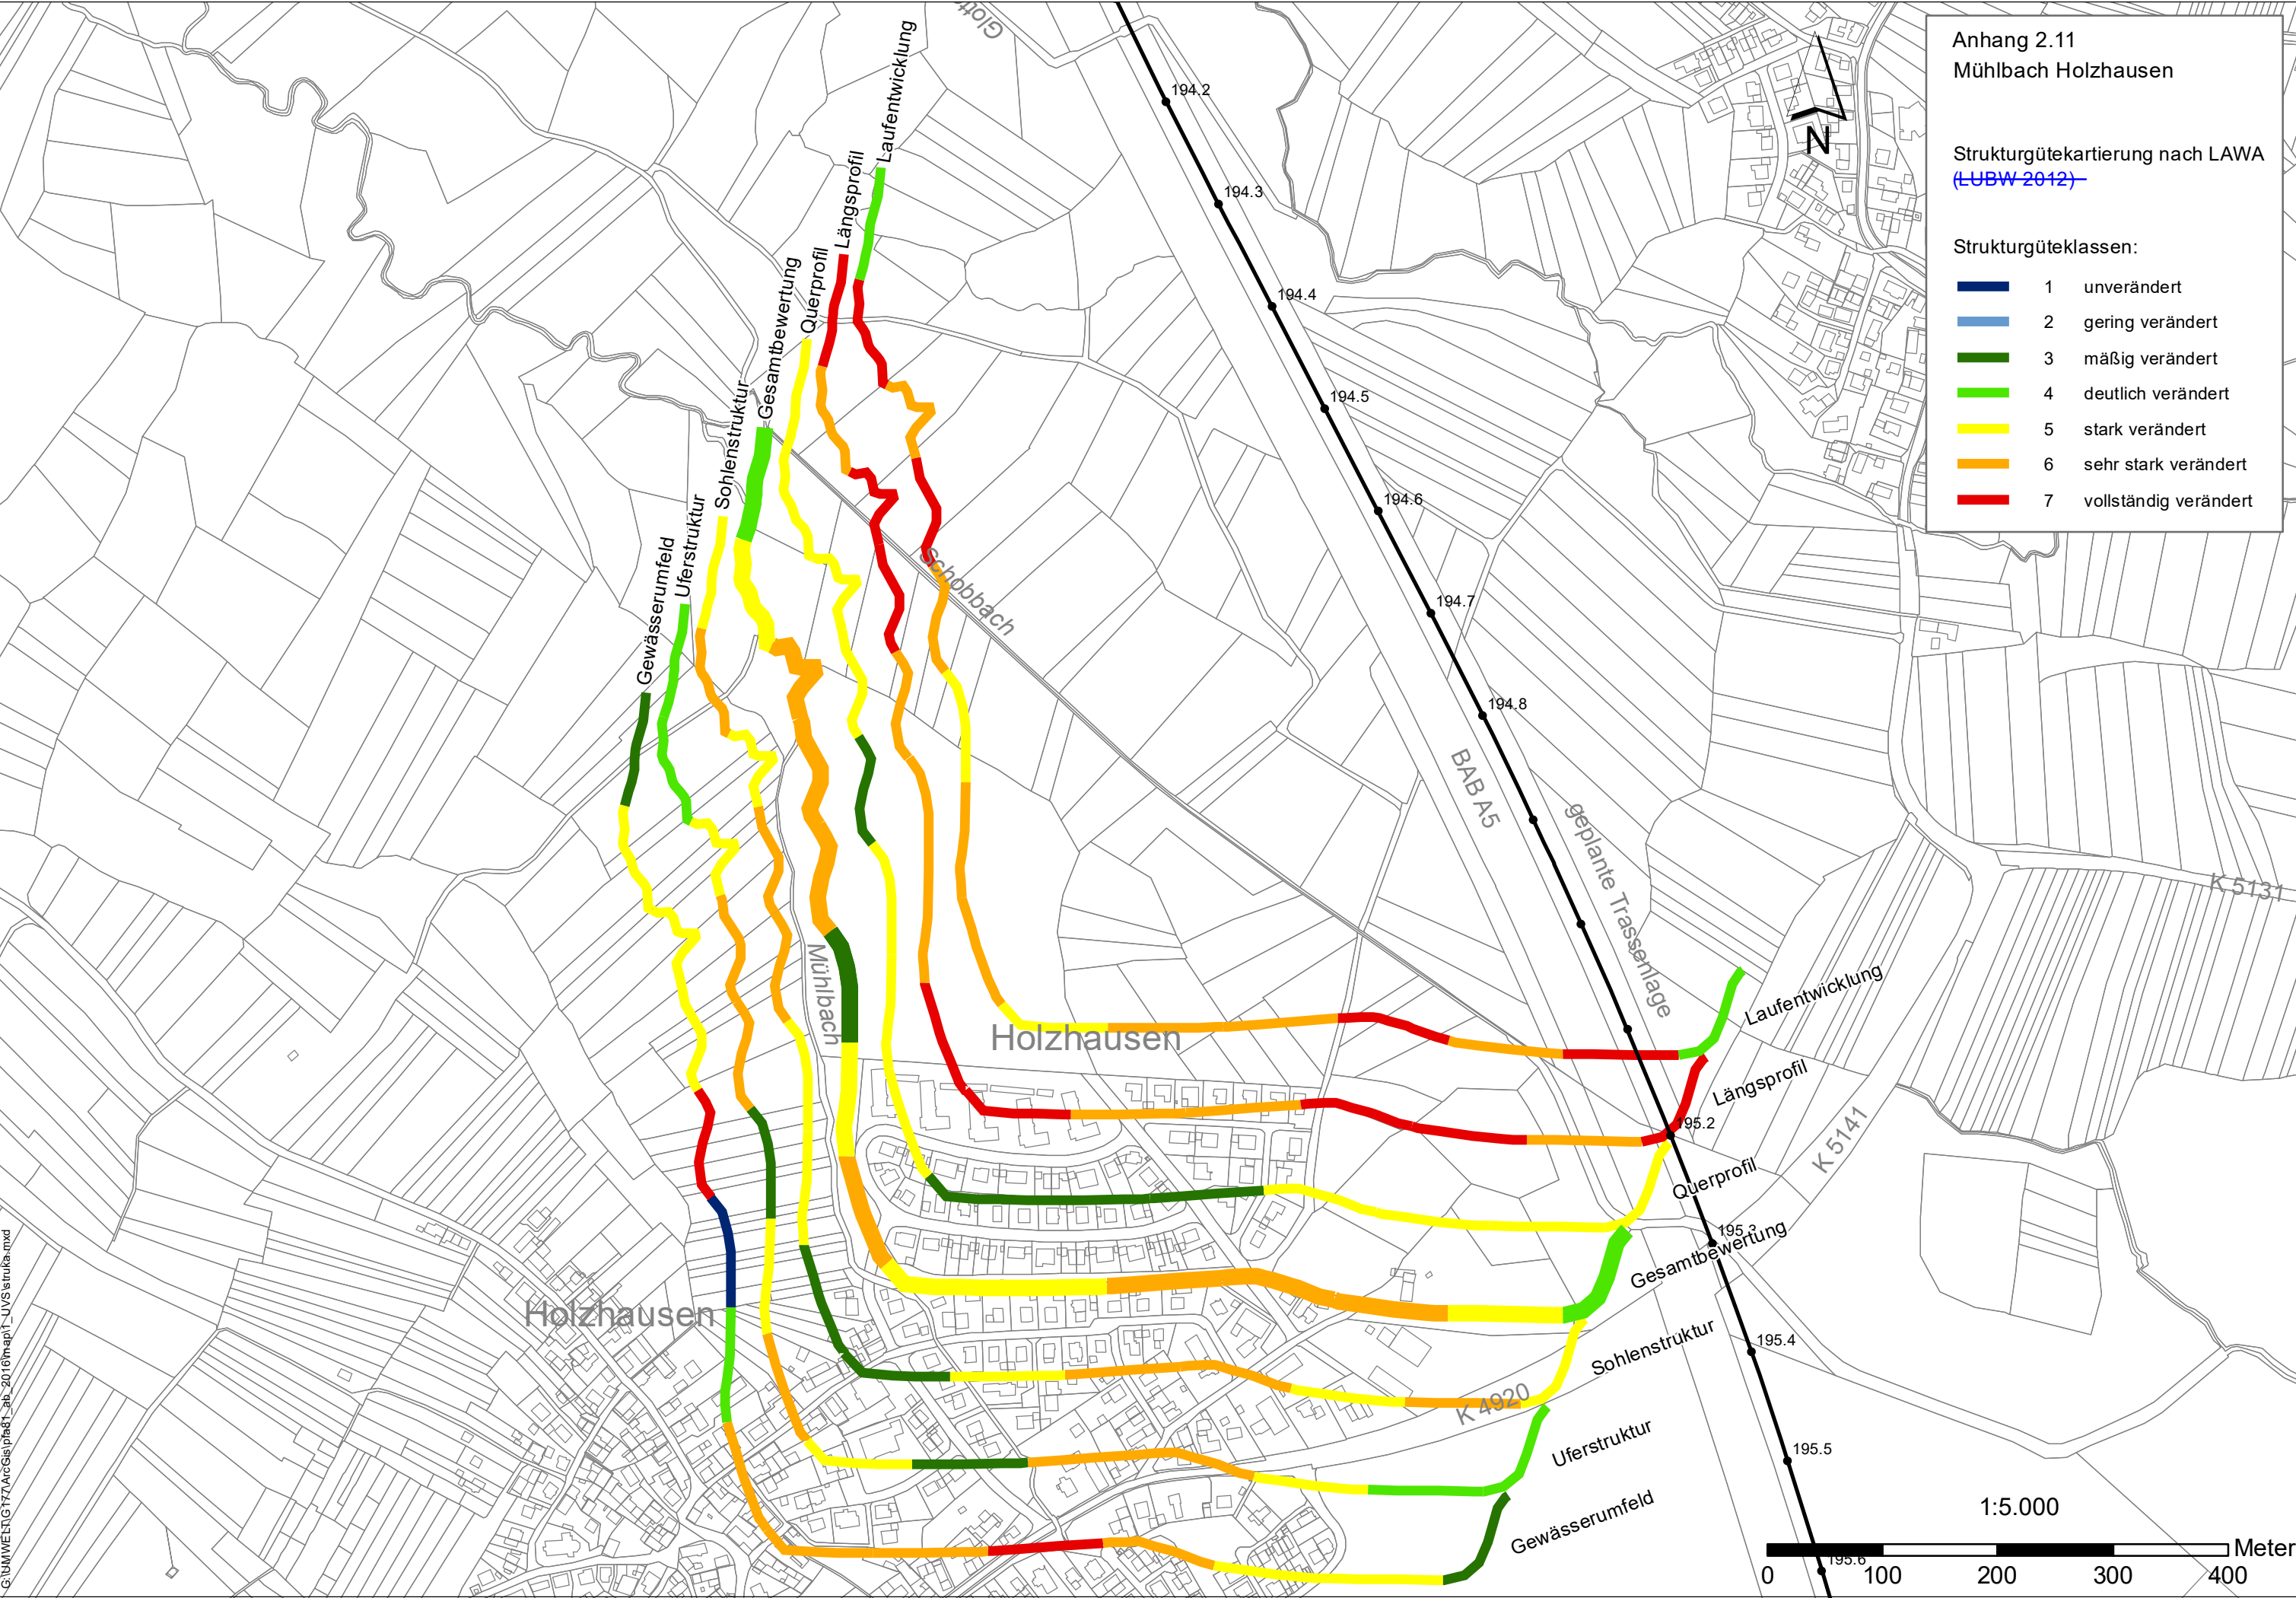 Anhang 2.11
Mühlbach Holzhausen
Strukturgütekartierung nach LAWA
(LUBW 2012)
Strukturgüteklassen:
1 unverändert
2 gering verändert
3 mäßig verändert
4 deutlich verändert
5 stark verändert
6 sehr stark verändert
7 vollständig verändert
N
Laufentwicklung
Längsprofil
Querprofil
Gesamtbewertung
Sohlenstruktur
Uferstruktur
Gewässerumfeld
194.2
194.3
194.4
194.5
194.6
194.7
194.8
Schobbach
BAB A5
geplante Trassenlage
K 5131
Mühlbach
Holzhausen
Laufentwicklung
Längsprofil
195.2
K 5141
Querprofil
195.3
Gesamtbewertung
Holzhausen
Sohlenstruktur
195.4
K 4920
Uferstruktur
195.5
Gewässerumfeld
1:5.000
Meter
195.6
0 100 200 300 400